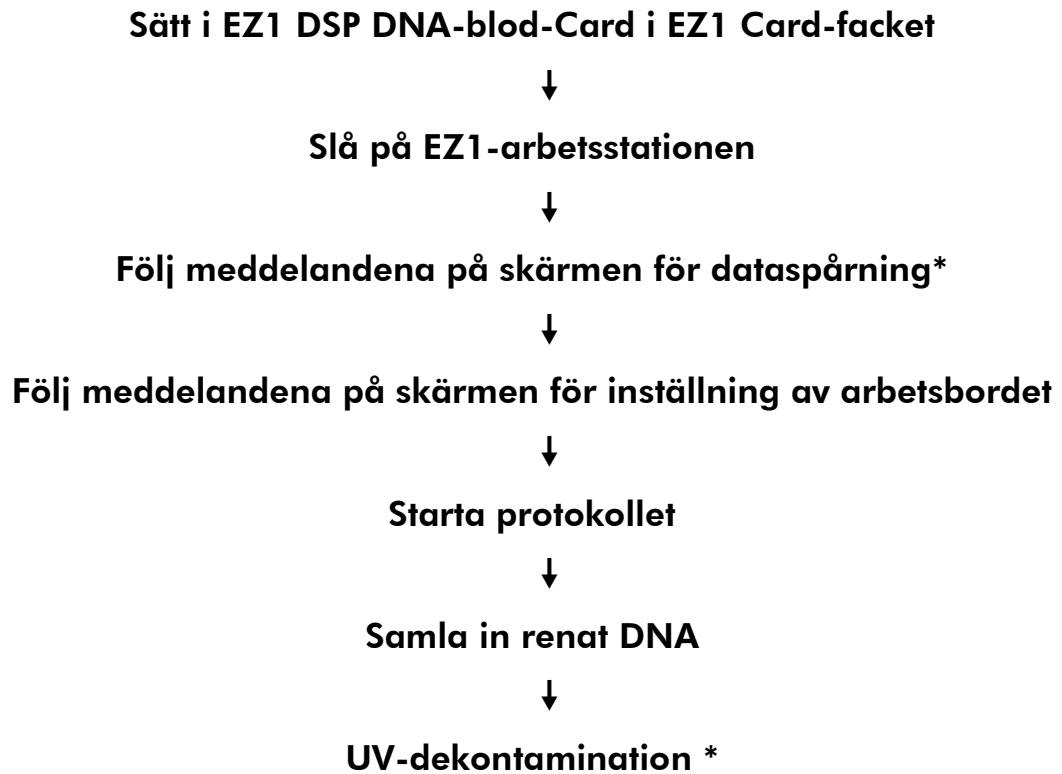 Sätt i EZ1 DSP DNA-blod-Card i EZ1 Card-facket
Slå på EZ1-arbetsstationen
Följ meddelandena på skärmen för dataspårning*
Följ meddelandena på skärmen för inställning av arbetsbordet
Starta protokollet
Samla in renat DNA
UV-dekontamination *